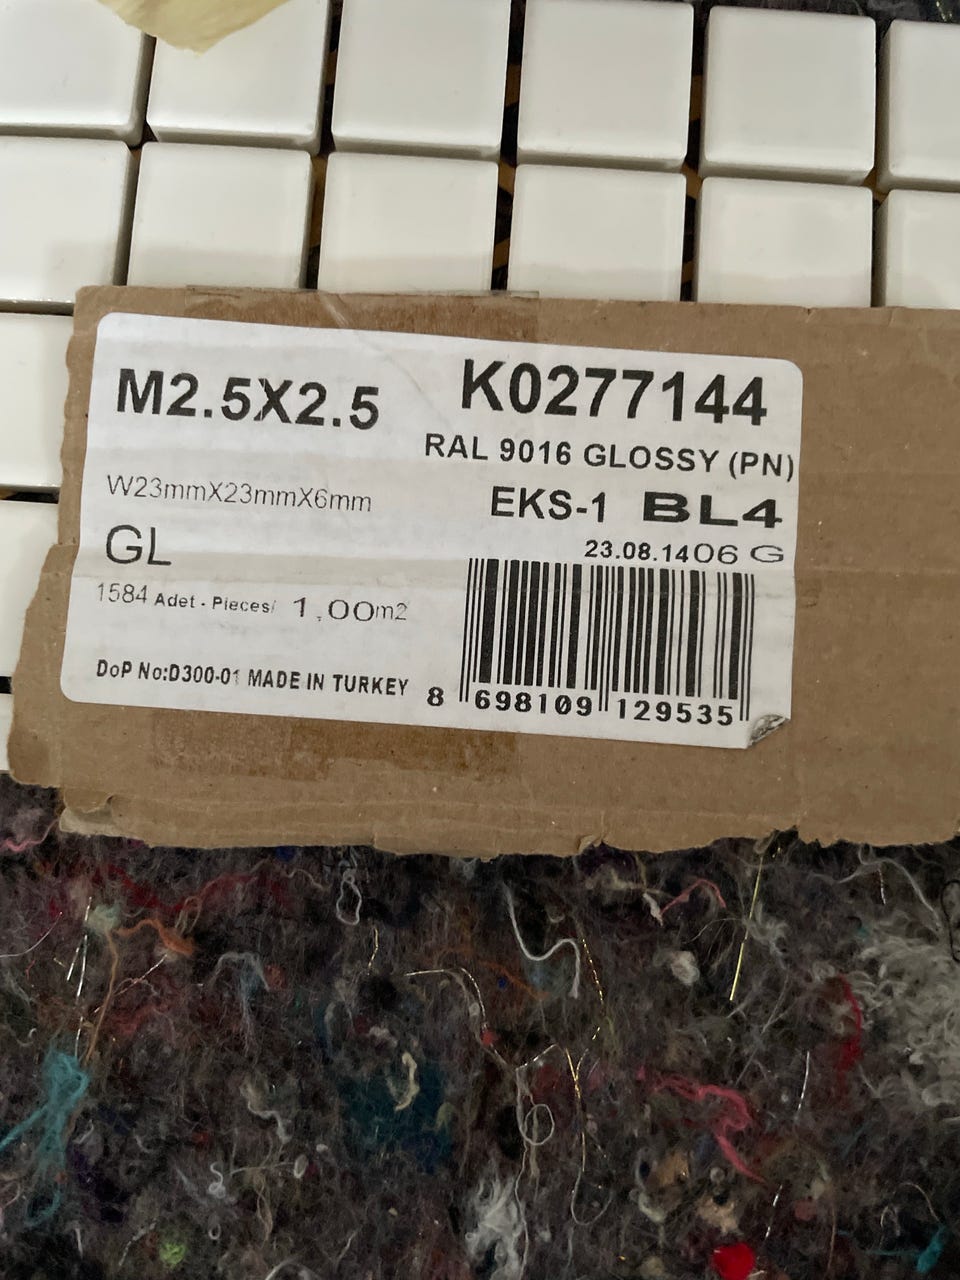 M2.5X2.5 K0277144
RAL 9016 GLOSSY (PN)
W23mmX23mmX6mm
EKS-1 BL4
GL
23.08.1406 G
1584 Adet - Pieces/ 1,00m2
DoP No:D300-01 MADE IN TURKEY
8 698109 129535